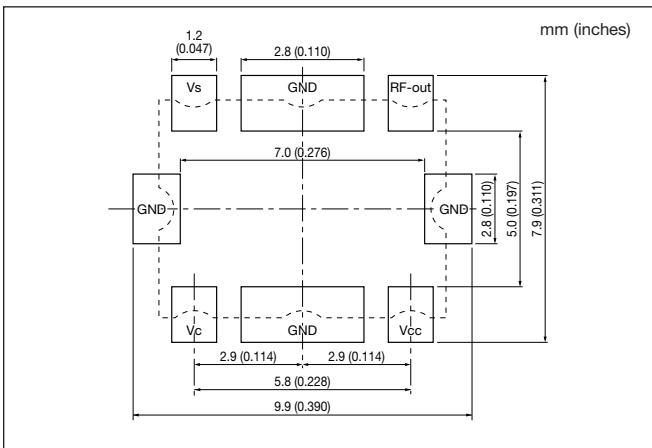 mm (inches)
1.2
(0.047)
2.8 (0.110)
Vs
GND
RF-out
7.0 (0.276)
GND
GND
2.8 (0.110)
5.0 (0.197)
7.9 (0.311)
Vc
GND
Vcc
2.9 (0.114)
2.9 (0.114)
5.8 (0.228)
9.9 (0.390)